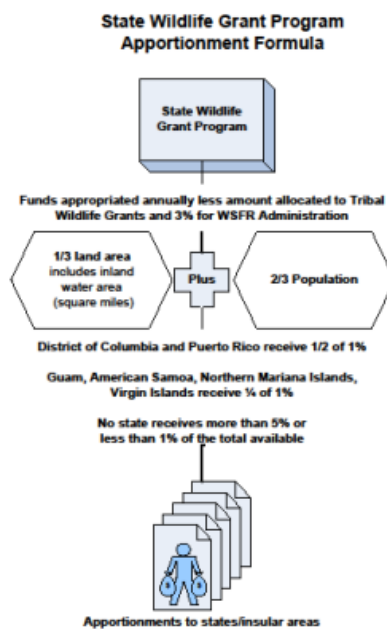 State Wildlife Grant Program
Apportionment Formula
State Wildlife
Grant Program
Funds appropriated annually less amount allocated to Tribal
Wildlife Grants and 3% for WSFR Administration
1/3 land area
includes inland
water area
(square miles)
Plus
2/3 Population
District of Columbia and Puerto Rico receive 1/2 of 1%
Guam, American Samoa, Northern Mariana Islands,
Virgin Islands receive ¼ of 1%
No state receives more than 5% or
less than 1% of the total available
Apportionments to states/insular areas